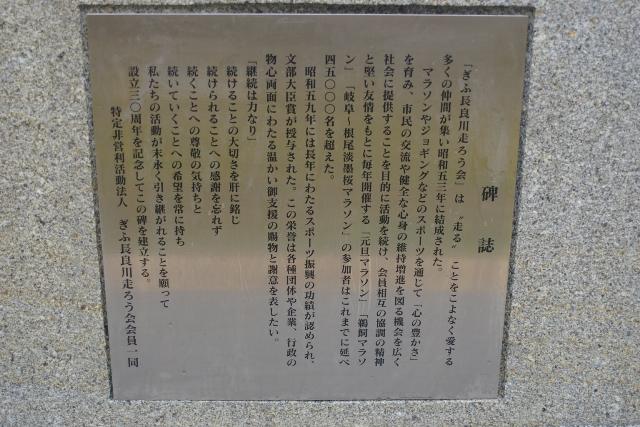 碑誌
「ぎふ長良川走ろう会」は〝走る〟ことをこよなく愛する
多くの仲間が集い昭和五三年に結成された。
マラソンやジョギングなどのスポーツを通じて「心の豊かさ」
を育み、市民の交流や健全な心身の維持増進を図る機会を広く
社会に提供することを目的に活動を続け、会員相互の協調の精神
と堅い友情をもとに毎年開催する「元旦マラソン」「鵜飼マラソ
ン」「岐阜〜根尾淡墨桜マラソン」の参加者はこれまでに延べ
四五〇〇〇名を超えた。
昭和五九年には長年にわたるスポーツ振興の功績が認められ、
文部大臣賞が授与された。この栄誉は各種団体や企業、行政の
物心両面にわたる温かい御支援の賜物と謝意を表したい。
「継続は力なり」
続けることの大切さを肝に銘じ
続けられることへの感謝を忘れず
続くことへの尊敬の気持ちと
続いていくことへの希望を常に持ち
私たちの活動が末永く引き継がれることを願って
設立三〇周年を記念してこの碑を建立する。
特定非営利活動法人 ぎふ長良川走ろう会会員一同